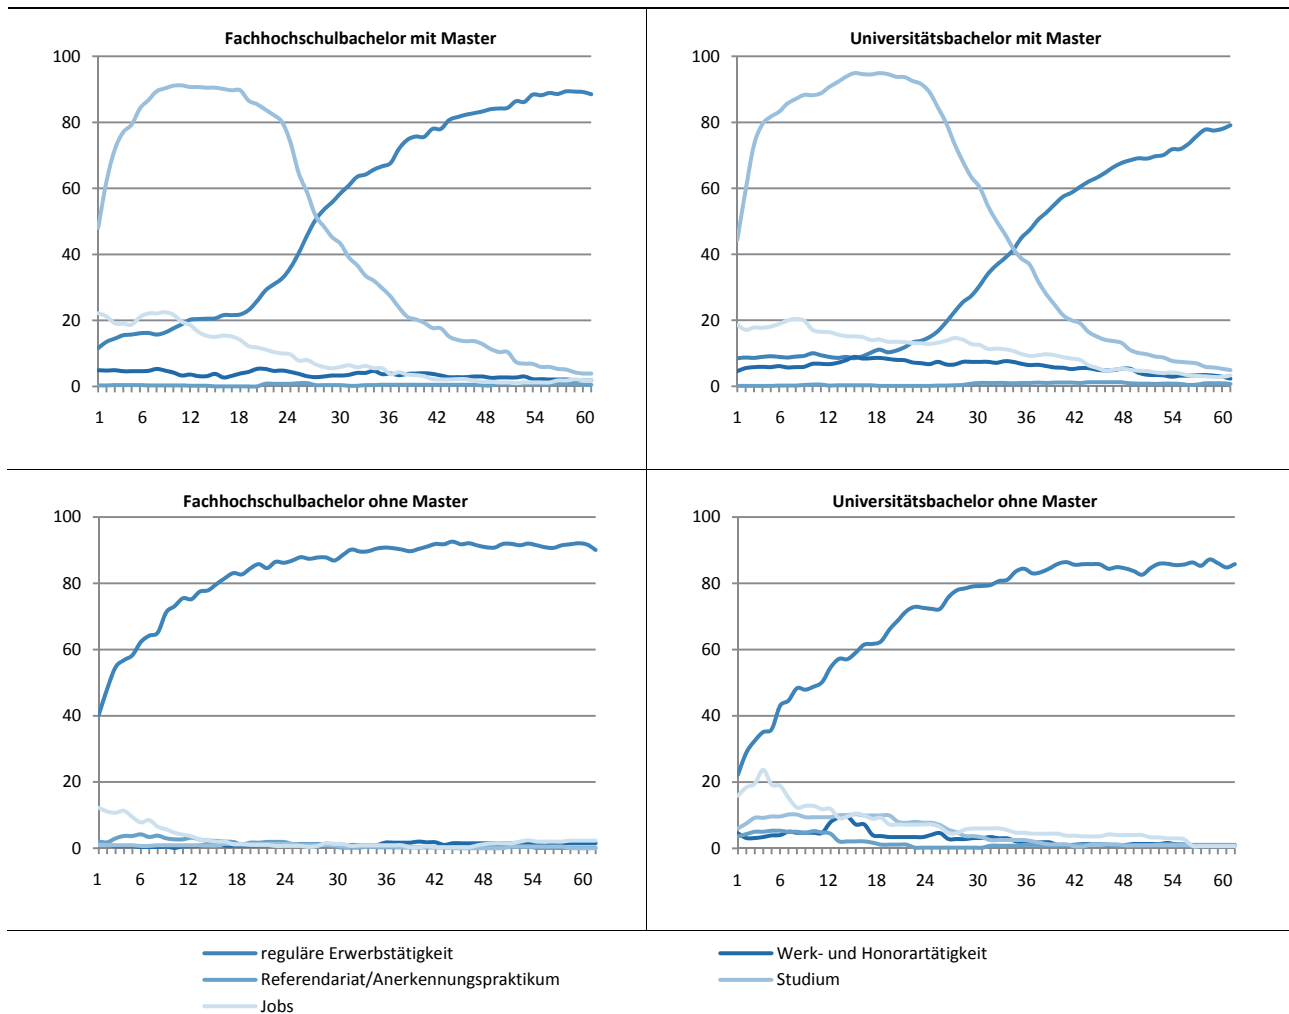 Fachhochschulbachelor mit Master
100
80
60
40
20
0
1 6 12 18 24 30 36 42 48 54 60
Universitätsbachelor mit Master
100
80
60
40
20
0
1 6 12 18 24 30 36 42 48 54 60
Fachhochschulbachelor ohne Master
100
80
60
40
20
0
1 6 12 18 24 30 36 42 48 54 60
Universitätsbachelor ohne Master
100
80
60
40
20
0
1 6 12 18 24 30 36 42 48 54 60
reguläre Erwerbstätigkeit
Werk- und Honorartätigkeit
Referendariat/Anerkennungspraktikum
Studium
Jobs